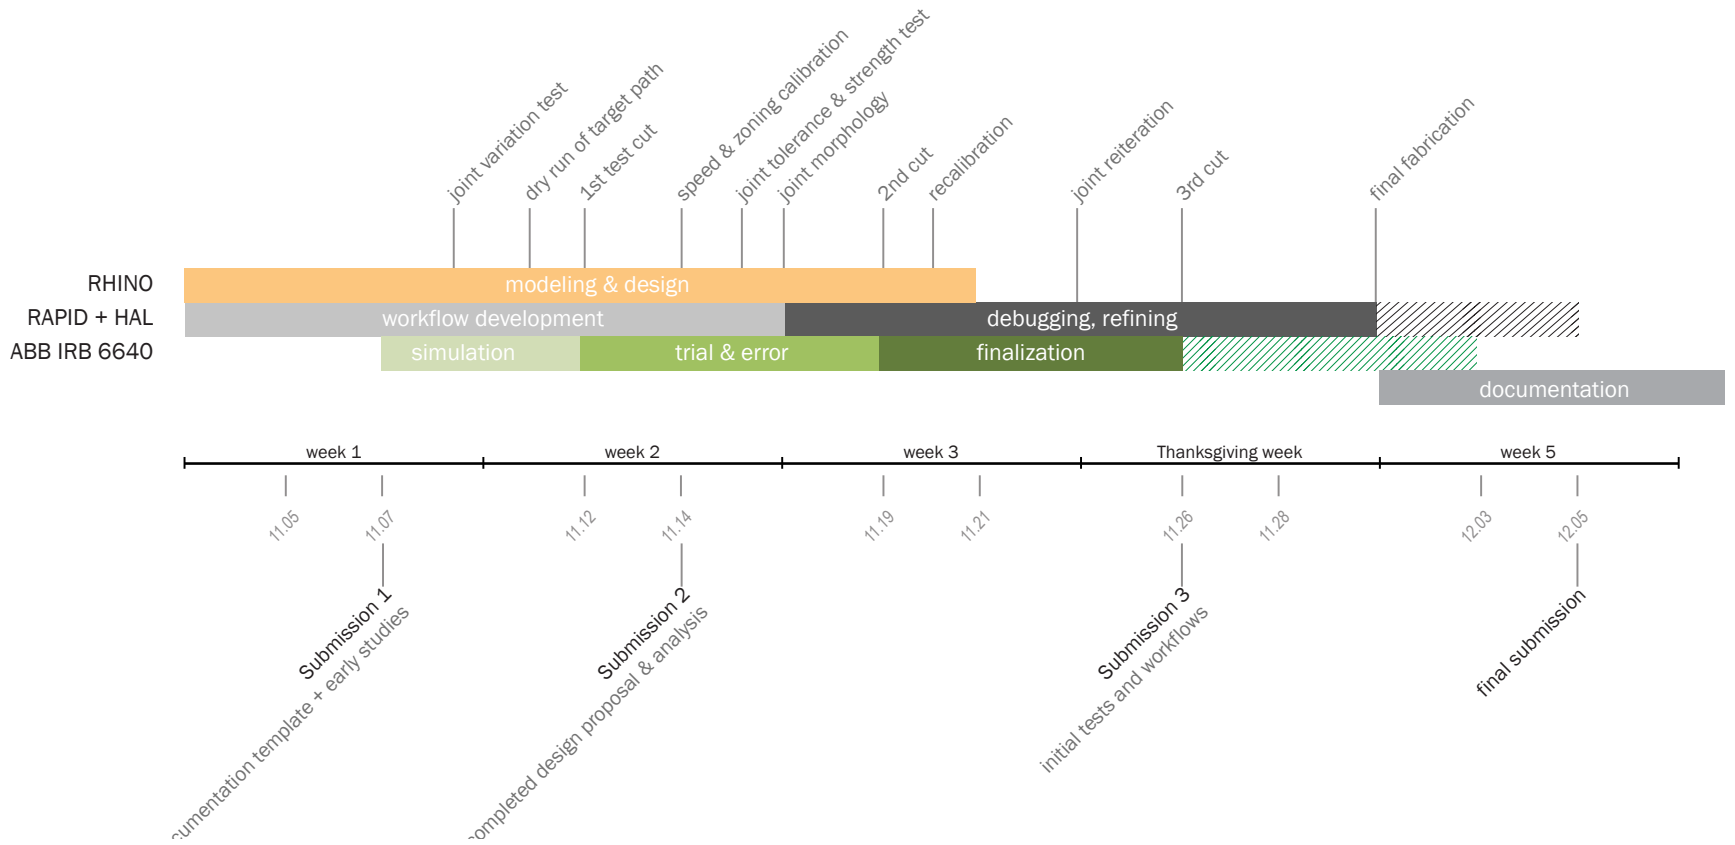 joint variation test
dry run of target path
1st test cut
speed & zoning calibration
joint tolerance & strength test
joint morphology
2nd cut
recalibration
joint reiteration
3rd cut
final fabrication
RHINO
modeling & design
RAPID + HAL
workflow development
debugging, refining
ABB IRB 6640
simulation
trial & error
finalization
documentation
week 1
week 2
week 3
Thanksgiving week
week 5
11.05
11.07
11.12
11.14
11.19
11.21
11.26
11.28
12.03
12.05
Submission 1
cumentation template + early studies
Submission 2
completed design proposal & analysis
Submission 3
initial tests and workflows
final submission